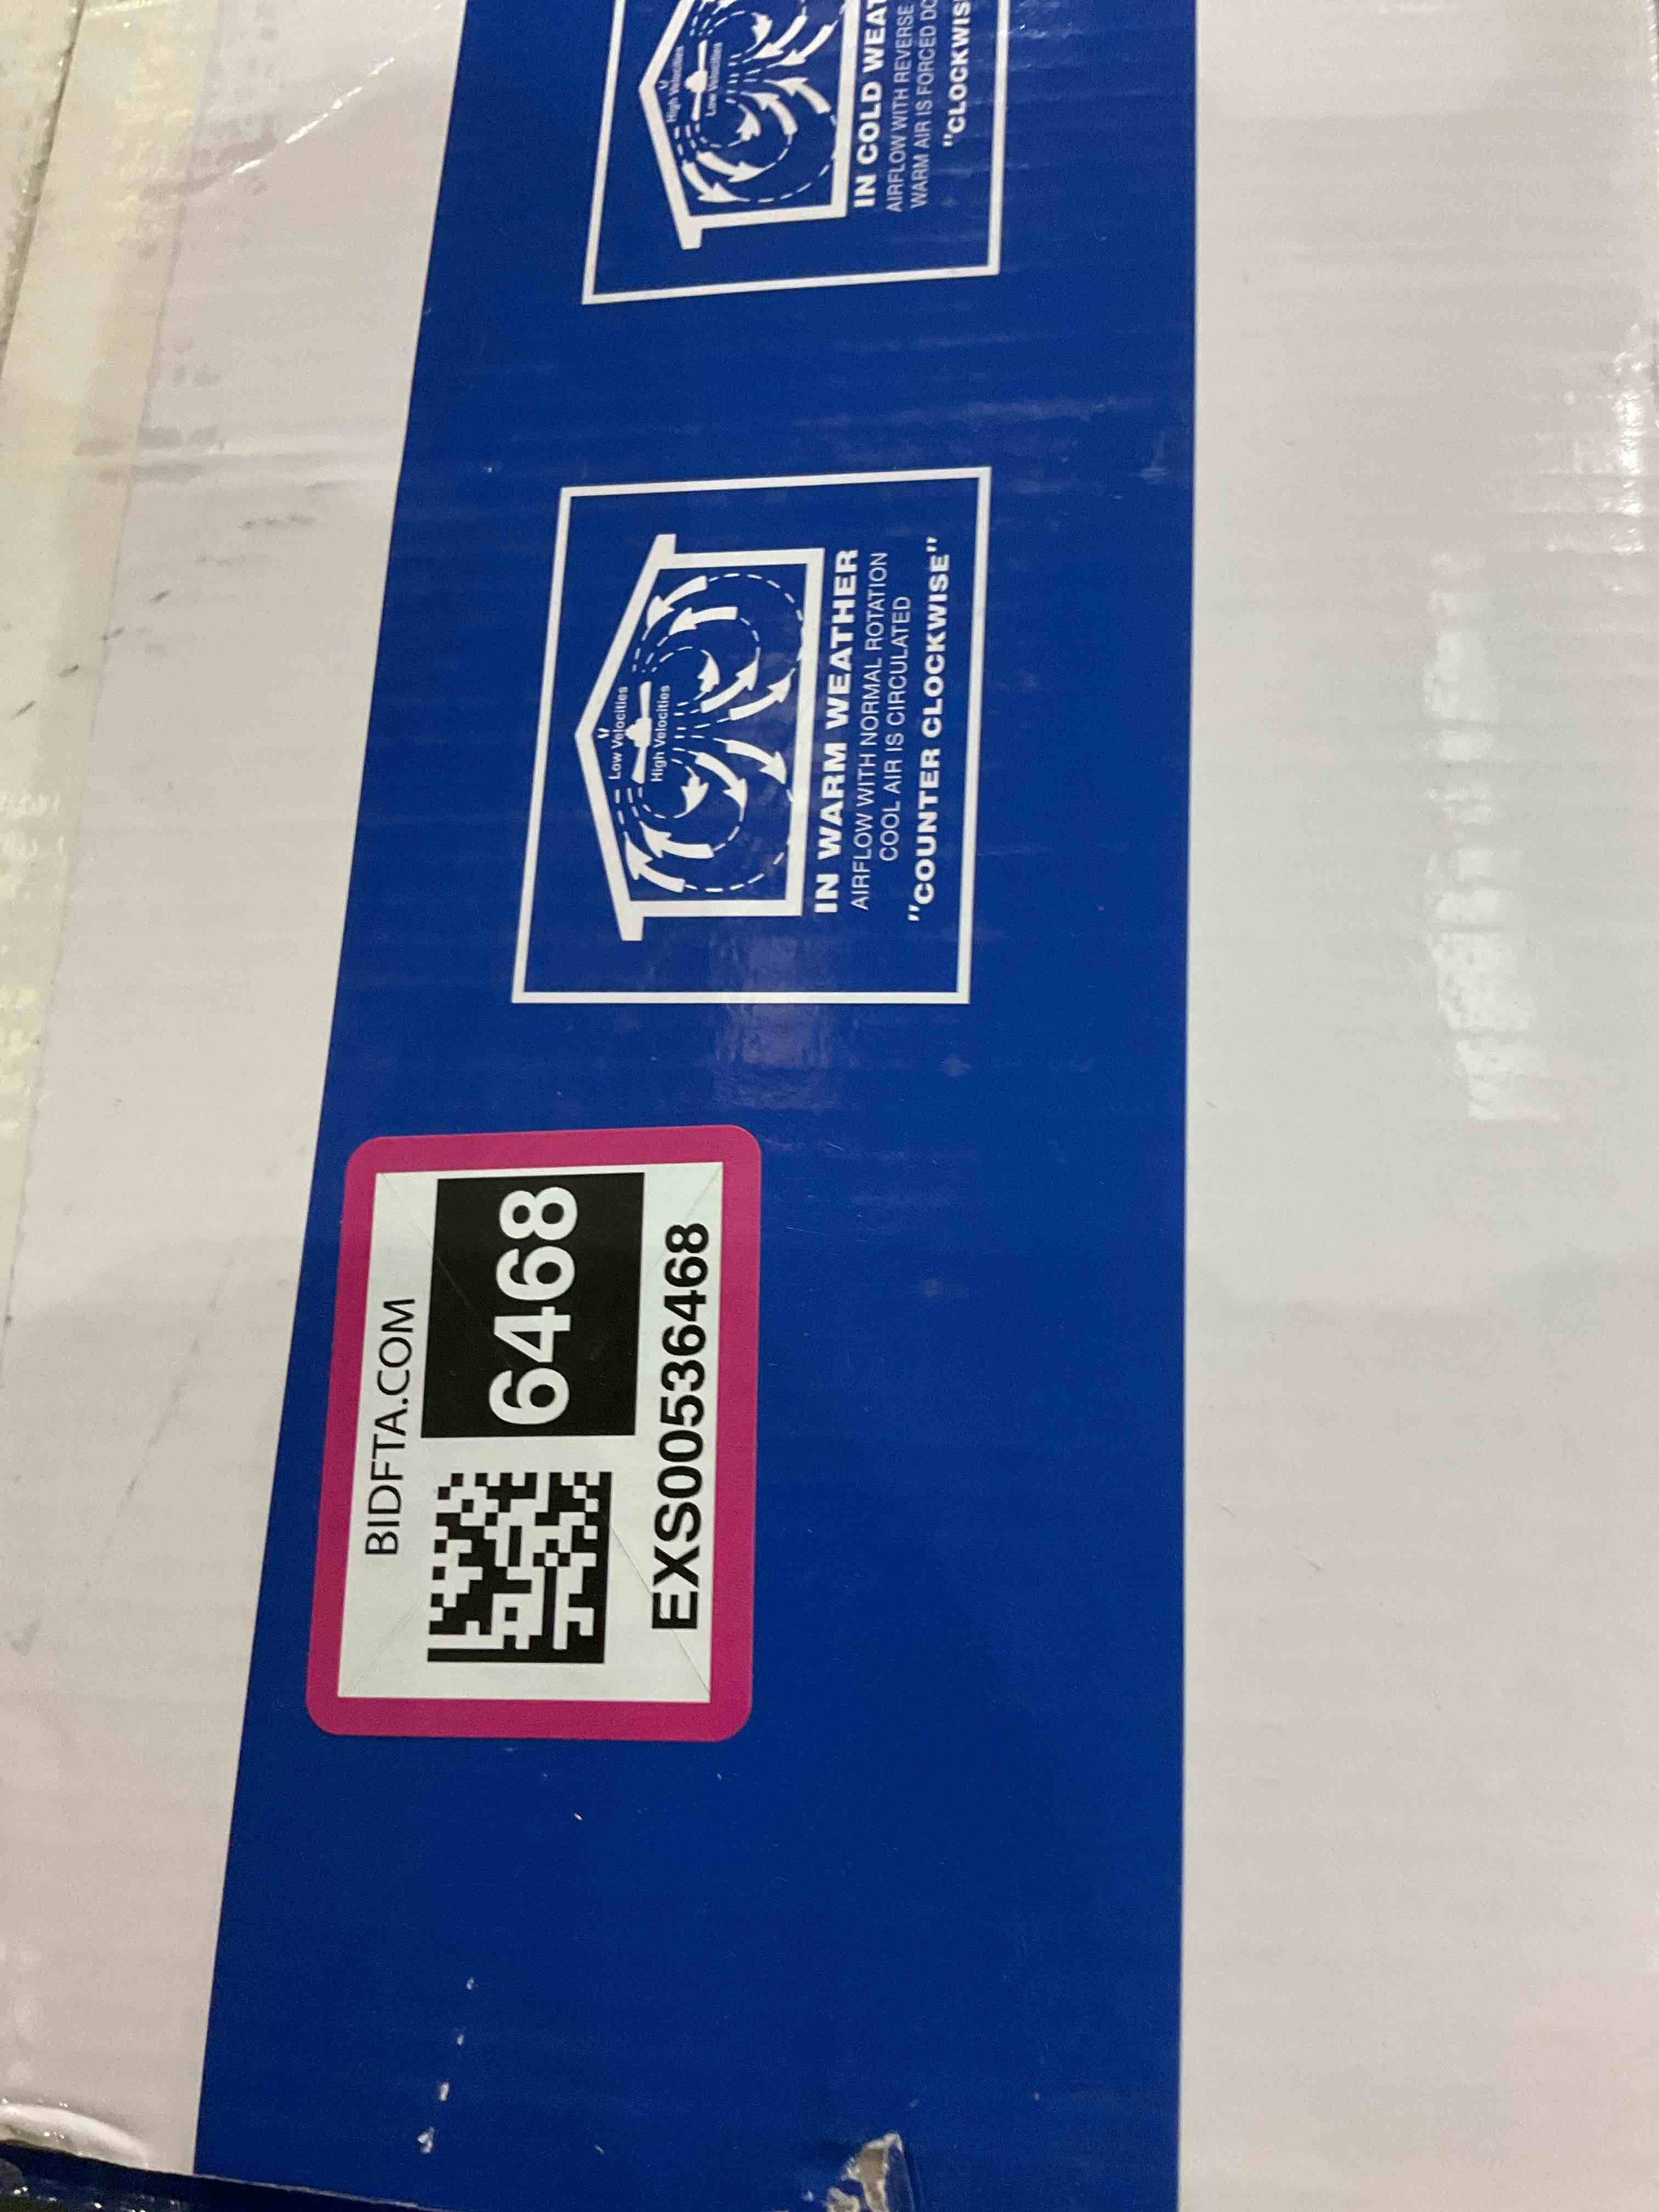 BIDFTA.COM
6468
EXS00536468
Low Velocities
High Velocities
IN WARM WEATHER
AIRFLOW WITH NORMAL ROTATION
COOL AIR IS CIRCULATED
"COUNTER CLOCKWISE"
High Velocities
Low Velocities
IN COLD WEAT
AIRFLOW WITH REVERSE
WARM AIR IS FORCED DO
"CLOCKWIS